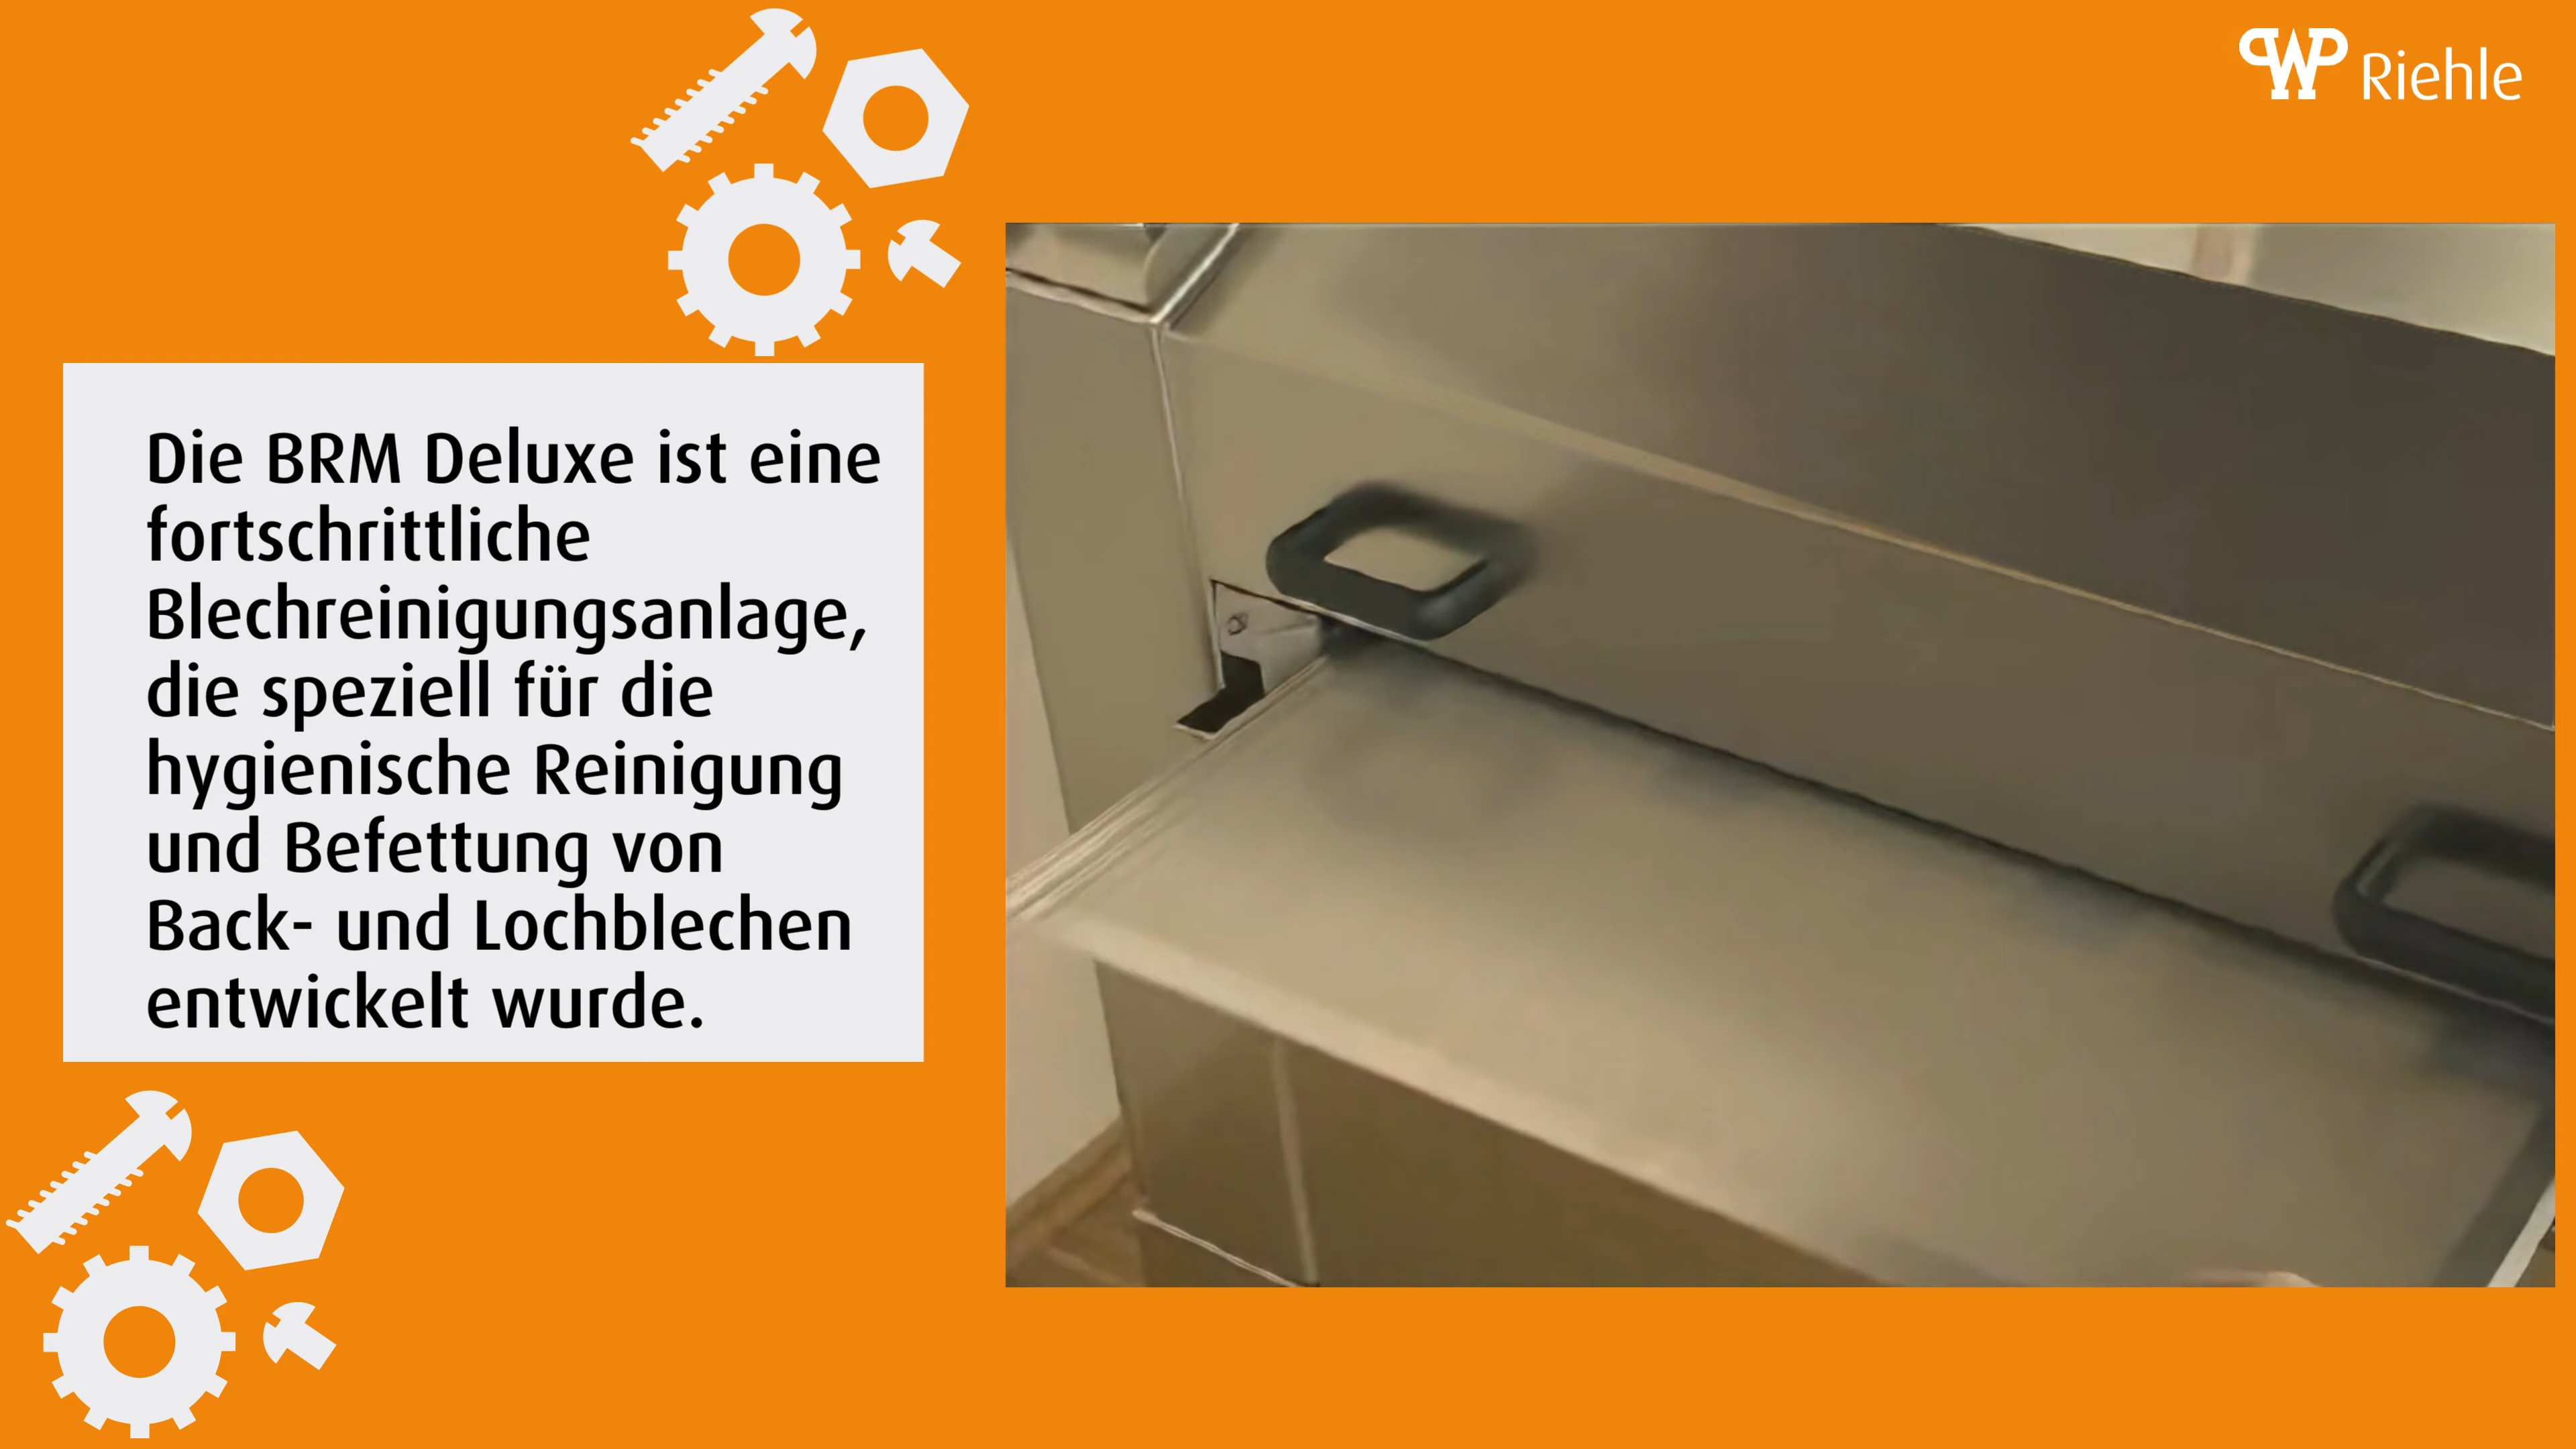 WP Riehle
Die BRM Deluxe ist eine
fortschrittliche
Blechreinigungsanlage,
die speziell für die
hygienische Reinigung
und Befettung von
Back- und Lochblechen
entwickelt wurde.